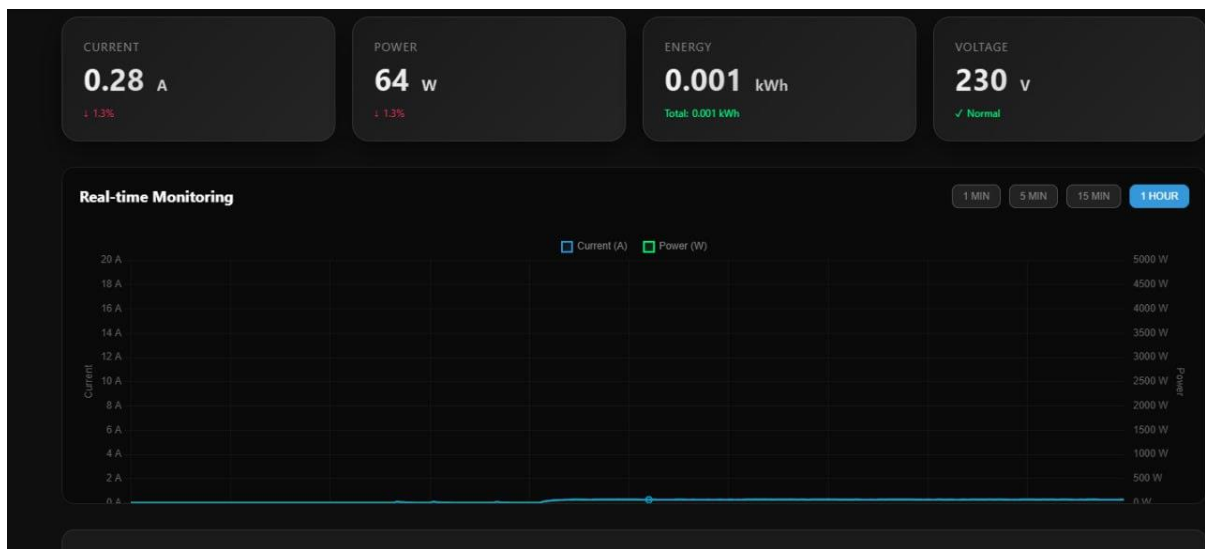 CURRENT
0.28 A
↓ 1.3%
POWER
64 W
↓ 1.3%
ENERGY
0.001 kWh
Total: 0.001 kWh
VOLTAGE
230 V
✓ Normal
Real-time Monitoring
1 MIN
5 MIN
15 MIN
1 HOUR
Current (A)
Power (W)
20 A
18 A
16 A
14 A
12 A
10 A
8 A
6 A
4 A
2 A
0 A
Current
5000 W
4500 W
4000 W
3500 W
3000 W
2500 W
2000 W
1500 W
1000 W
500 W
0 W
Power